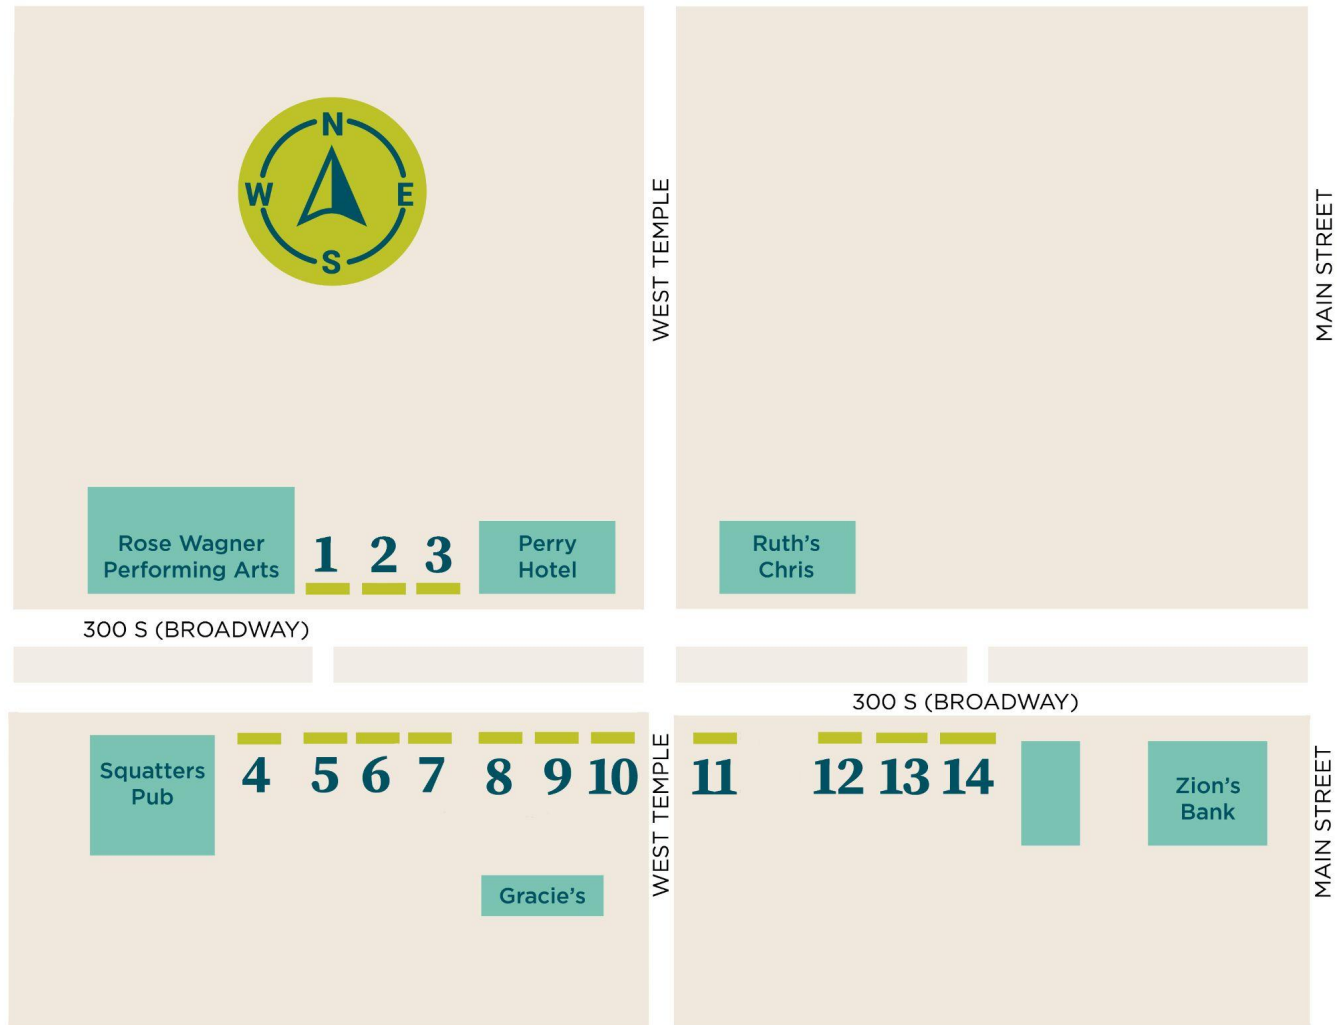 N
W E
S
WEST TEMPLE
MAIN STREET
Rose Wagner
Performing Arts
1 2 3
Perry
Hotel
Ruth's
Chris
300 S (BROADWAY)
300 S (BROADWAY)
Squatters
Pub
4 5 6 7 8 9 10
WEST TEMPLE
11 12 13 14
Zion's
Bank
MAIN STREET
Gracie's